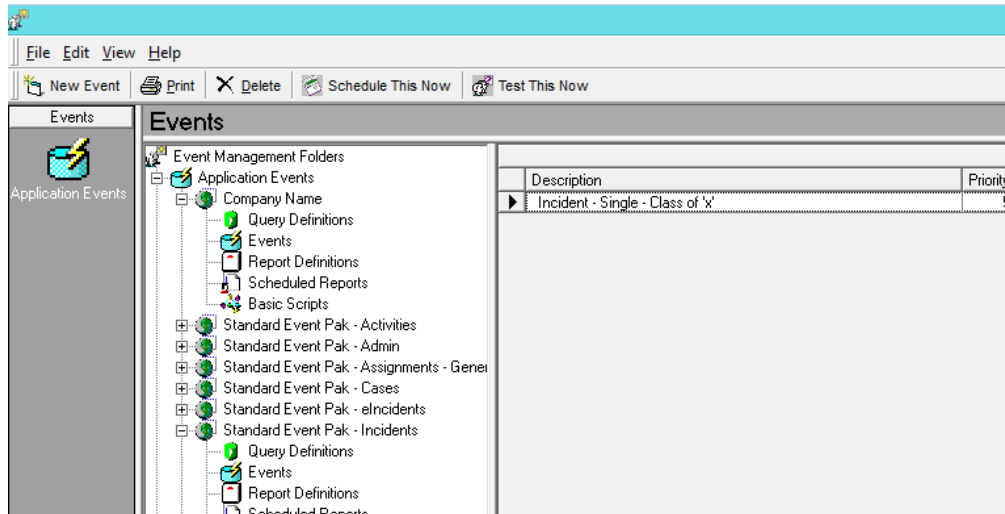 File Edit View Help
New Event Print Delete Schedule This Now Test This Now
Events
Application Events
Events
Event Management Folders
Application Events
Company Name
Query Definitions
Events
Report Definitions
Scheduled Reports
Basic Scripts
Standard Event Pak - Activities
Standard Event Pak - Admin
Standard Event Pak - Assignments - Gener
Standard Event Pak - Cases
Standard Event Pak - eIncidents
Standard Event Pak - Incidents
Query Definitions
Events
Report Definitions
Scheduled Reports
Description Priority
Incident - Single - Class of 'x'